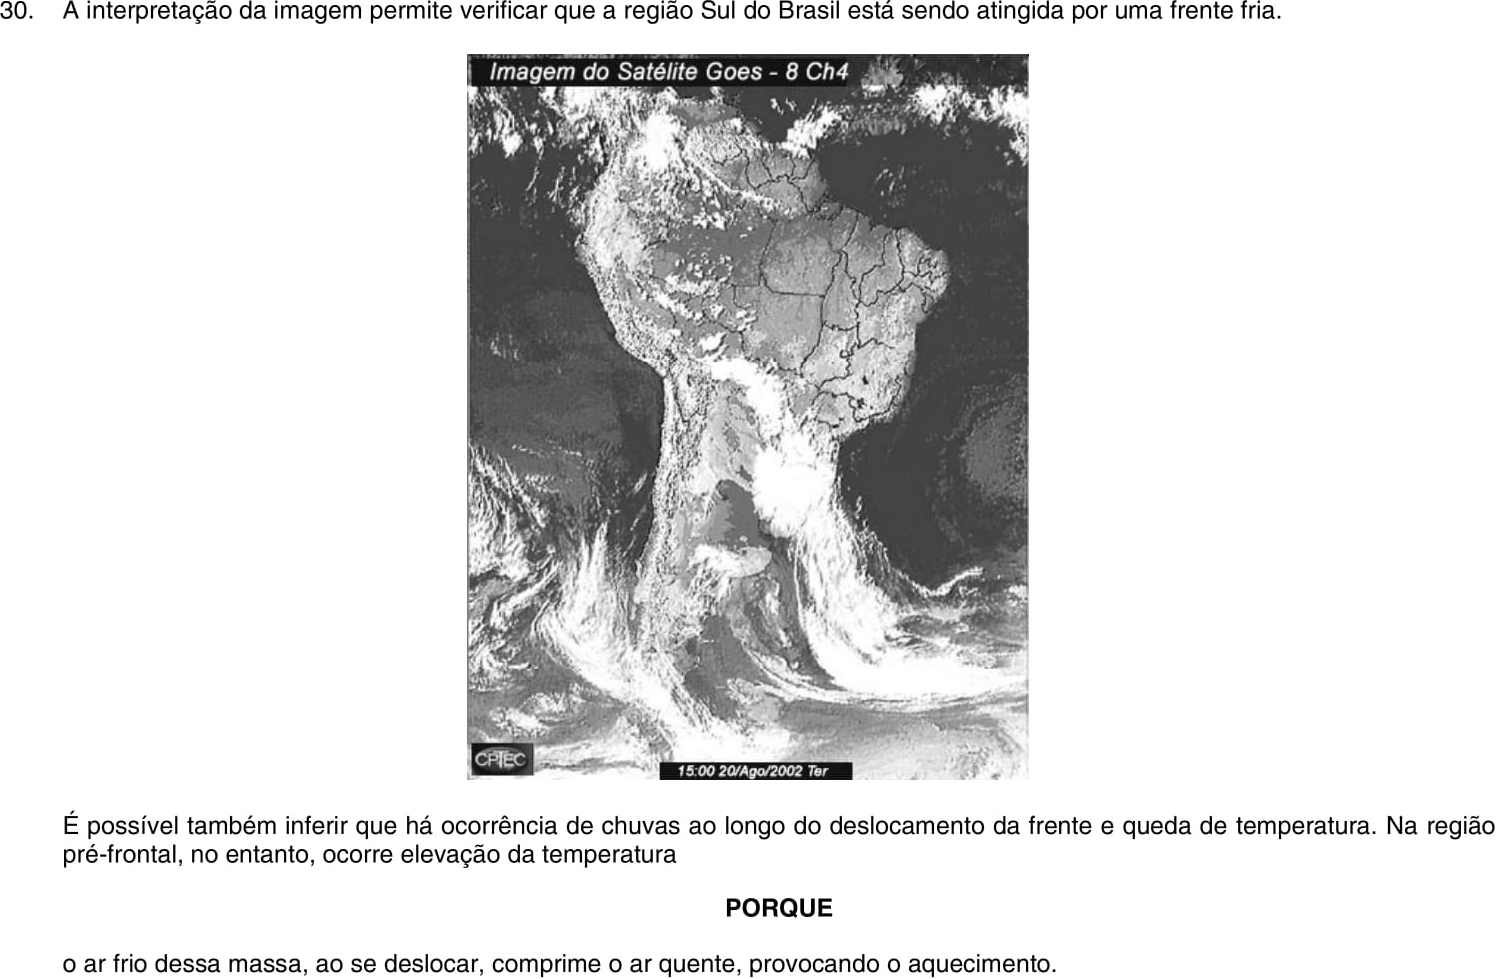 30. A interpretação da imagem permite verificar que a região Sul do Brasil está sendo atingida por uma frente fria.
Imagem do Satélite Goes - 8 Ch4
CPTEC
15:00 20/Ago/2002 Ter
É possível também inferir que há ocorrência de chuvas ao longo do deslocamento da frente e queda de temperatura. Na região
pré-frontal, no entanto, ocorre elevação da temperatura
PORQUE
o ar frio dessa massa, ao se deslocar, comprime o ar quente, provocando o aquecimento.